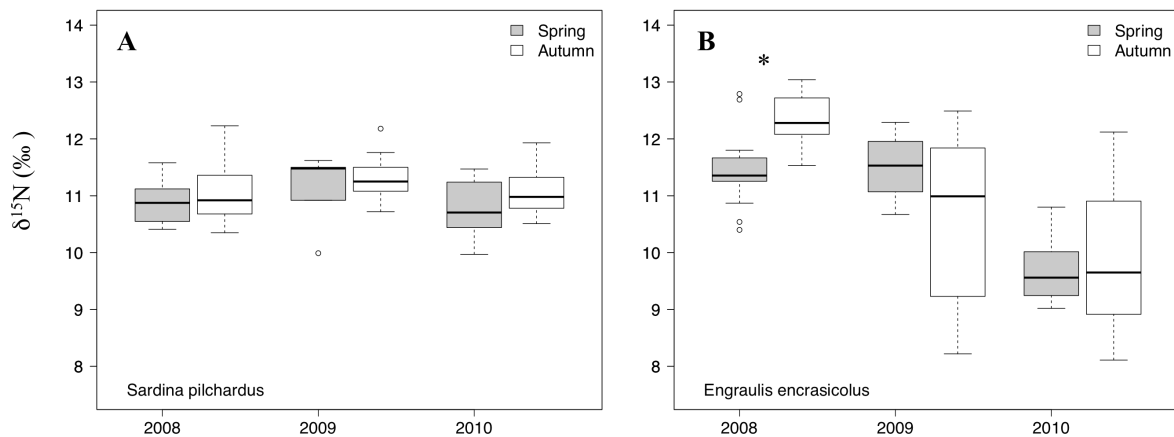 A
Spring
Autumn
14
13
12
11
10
9
8
δ¹⁵N (‰)
Sardina pilchardus
2008
2009
2010
B
*
Spring
Autumn
14
13
12
11
10
9
8
Engraulis encrasicolus
2008
2009
2010